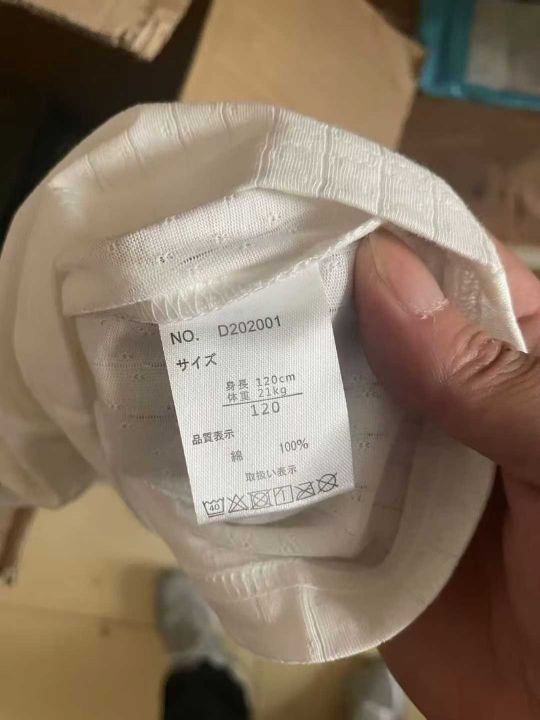 NO. D202001
サイズ
身長 120cm
体重 21kg
120
品質表示
綿 100%
取扱い表示
40